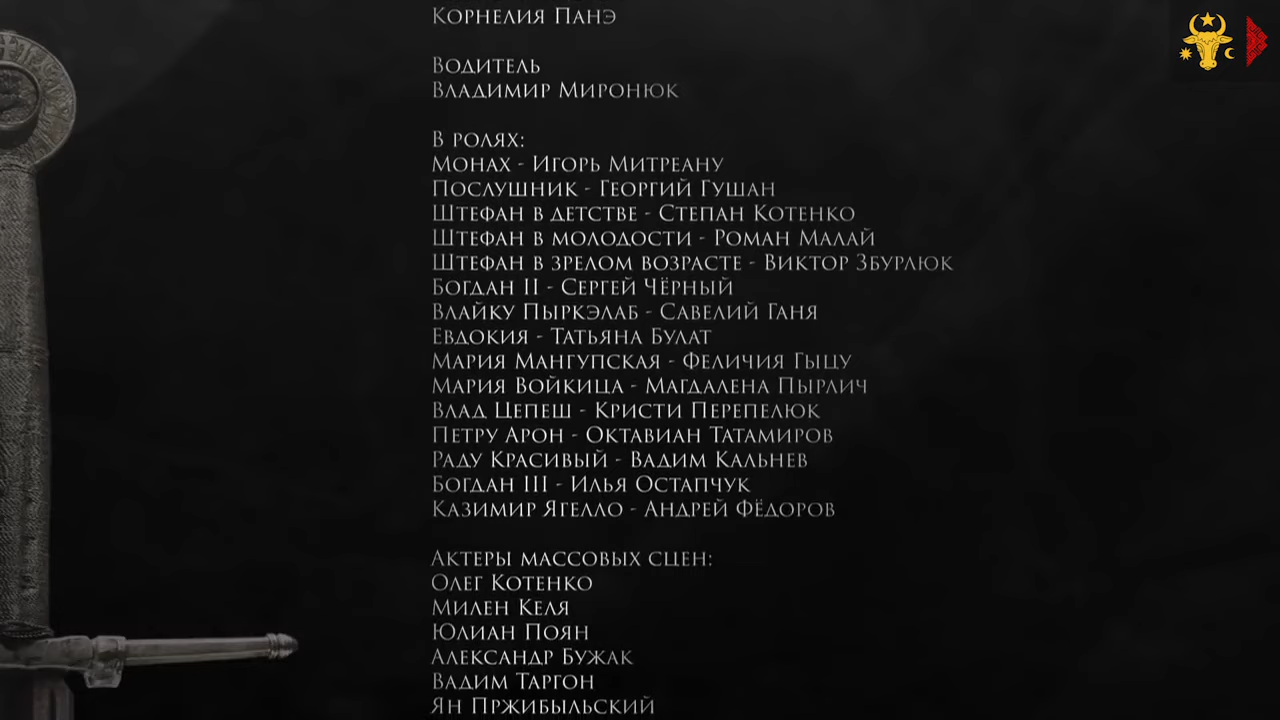 Корнелия Панэ
Водитель
Владимир Миронюк
В ролях:
Монах - Игорь Митреану
Послушник - Георгий Гушан
Штефан в детстве - Степан Котенко
Штефан в молодости - Роман Малай
Штефан в зрелом возрасте - Виктор Збурлюк
Богдан II - Сергей Чёрный
Влайку Пыркэлаб - Савелий Ганя
Евдокия - Татьяна Булат
Мария Мангупская - Феличия Гыцу
Мария Войкица - Магдалена Пырлич
Влад Цепеш - Кристи Перепелюк
Петру Арон - Октавиан Татамиров
Раду Красивый - Вадим Кальнев
Богдан III - Илья Остапчук
Казимир Ягелло - Андрей Фёдоров
Актеры массовых сцен:
Олег Котенко
Милен Келя
Юлиан Поян
Александр Бужак
Вадим Таргон
Ян Пржибыльский